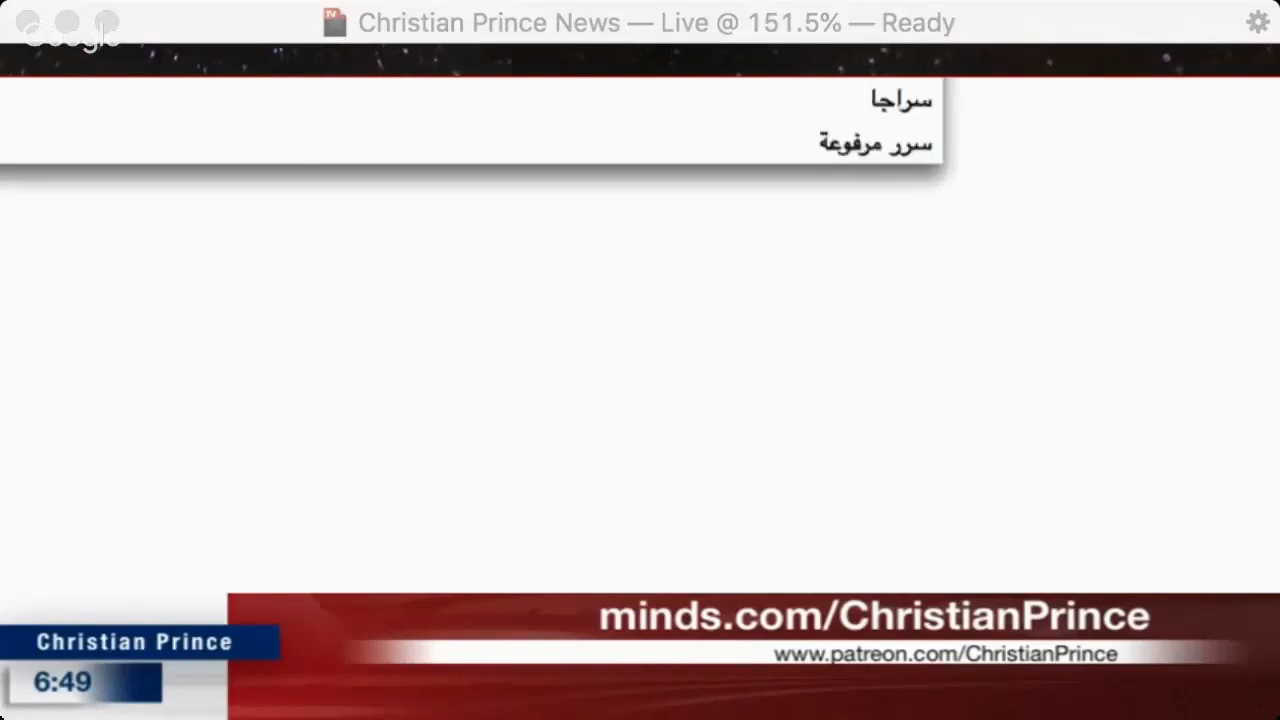 Christian Prince News — Live @ 151.5% — Ready
Google
سراجا
سرر مرفوعة
minds.com/ChristianPrince
www.patreon.com/ChristianPrince
Christian Prince
6:49